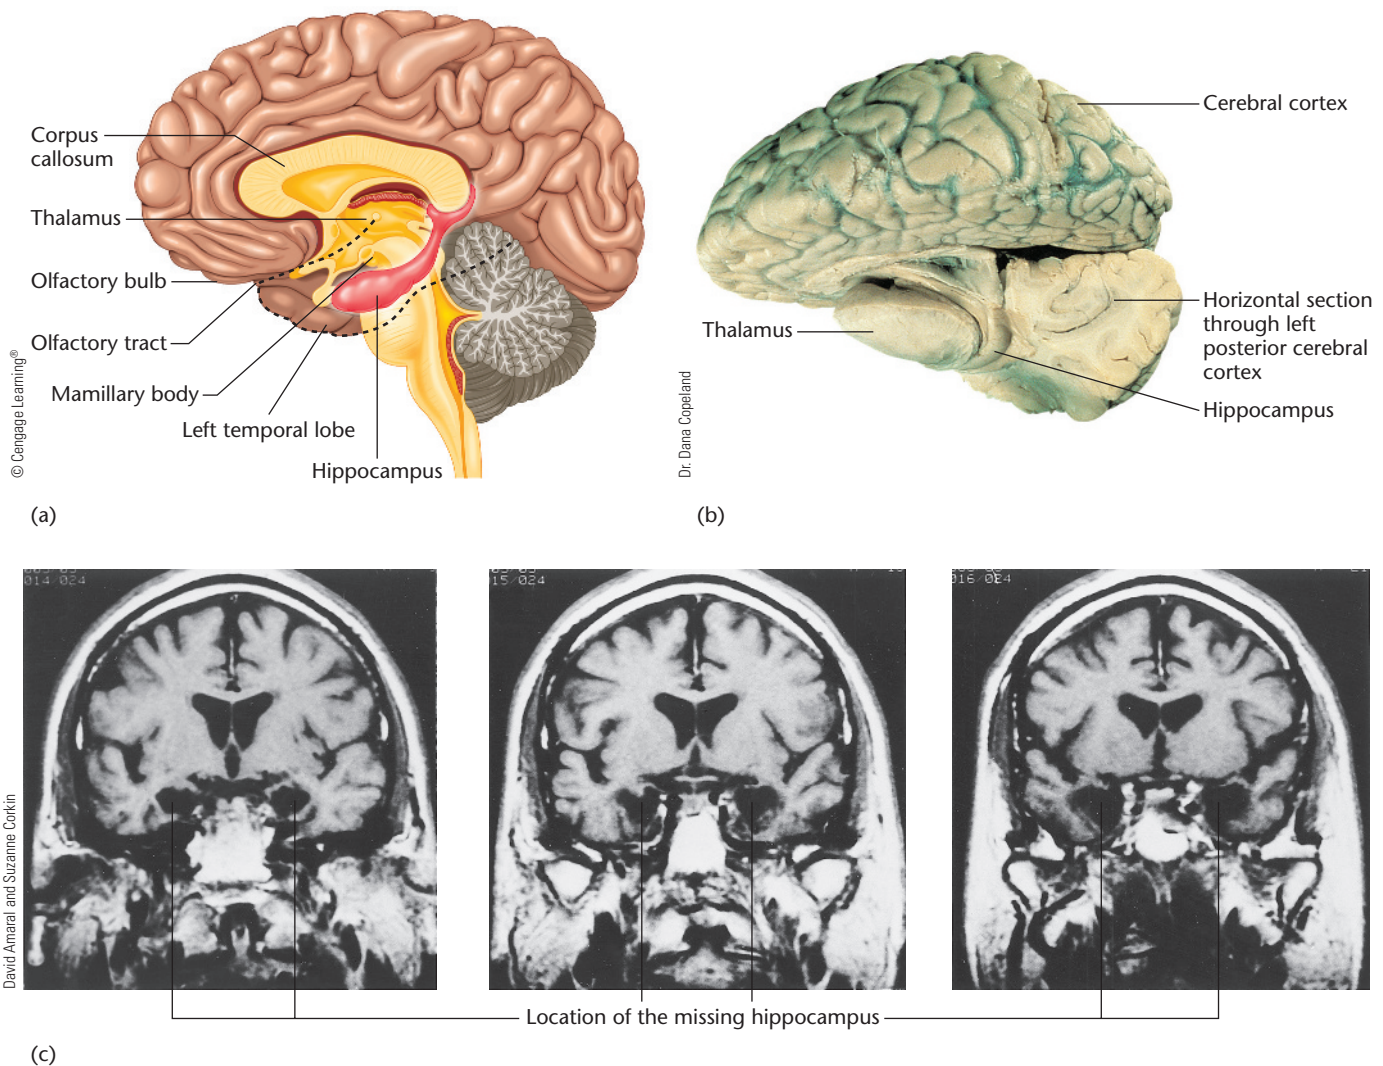 Corpus
callosum
Thalamus
Olfactory bulb
Olfactory tract
Mamillary body
Left temporal lobe
Hippocampus
© Cengage Learning®
(a)
Cerebral cortex
Thalamus
Horizontal section
through left
posterior cerebral
cortex
Hippocampus
Dr. Dana Copeland
(b)
014/024
15/024
David Amaral and Suzanne Corkin
Location of the missing hippocampus
(c)